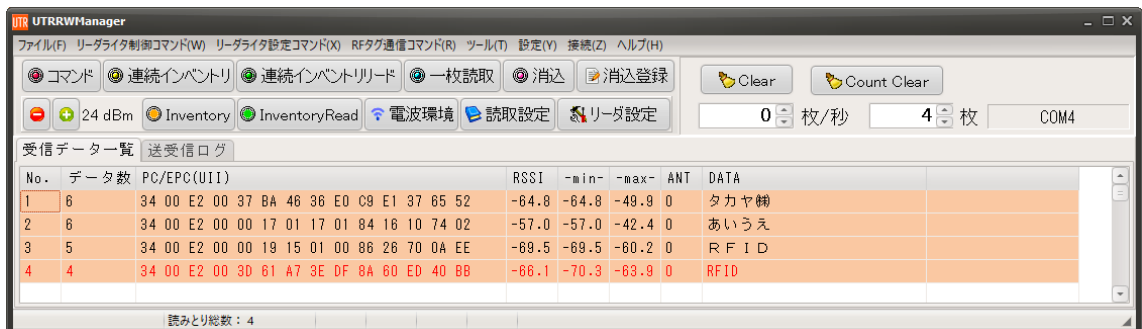 UTR UTRRWManager
ファイル(F) リーダライタ制御コマンド(W) リーダライタ設定コマンド(X) RFタグ通信コマンド(R) ツール(T) 設定(Y) 接続(Z) ヘルプ(H)
コマンド 連続インベントリ 連続インベントリリード 一枚読取 消込 消込登録 Clear Count Clear
24 dBm Inventory InventoryRead 電波環境 読取設定 リーダ設定 0 枚/秒 4 枚 COM4
受信データ一覧 送受信ログ
No. データ数 PC/EPC(UII) RSSI -min- -max- ANT DATA
1 6 34 00 E2 00 37 BA 46 36 E0 C9 E1 37 65 52 -64.8 -64.8 -49.9 0 タカヤ㈱
2 6 34 00 E2 00 00 17 01 17 01 84 16 10 74 02 -57.0 -57.0 -42.4 0 あいうえ
3 5 34 00 E2 00 00 19 15 01 00 86 26 70 0A EE -69.5 -69.5 -60.2 0 ＲＦＩＤ
4 4 34 00 E2 00 3D 61 A7 3E DF 8A 60 ED 40 BB -66.1 -70.3 -63.9 0 RFID
読みとり総数：4